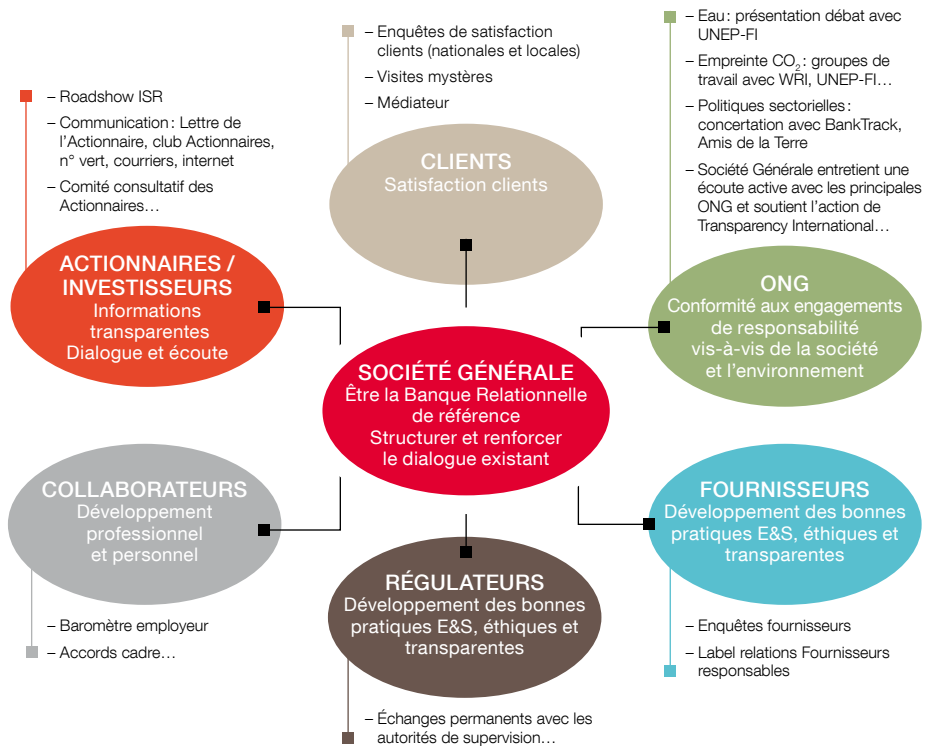 – Enquêtes de satisfaction
clients (nationales et locales)
– Visites mystères
– Médiateur
– Eau : présentation débat avec
UNEP-FI
– Empreinte CO₂ : groupes de
travail avec WRI, UNEP-FI…
– Politiques sectorielles :
concertation avec BankTrack,
Amis de la Terre
– Société Générale entretient une
écoute active avec les principales
ONG et soutient l’action de
Transparency International…
– Roadshow ISR
– Communication : Lettre de
l’Actionnaire, club Actionnaires,
n° vert, courriers, internet
– Comité consultatif des
Actionnaires…
CLIENTS
Satisfaction clients
ACTIONNAIRES /
INVESTISSEURS
Informations
transparentes
Dialogue et écoute
ONG
Conformité aux engagements
de responsabilité
vis-à-vis de la société
et l’environnement
SOCIÉTÉ GÉNÉRALE
Être la Banque Relationnelle
de référence
Structurer et renforcer
le dialogue existant
COLLABORATEURS
Développement
professionnel
et personnel
FOURNISSEURS
Développement des bonnes
pratiques E&S, éthiques et
transparentes
RÉGULATEURS
Développement des bonnes
pratiques E&S, éthiques et
transparentes
– Baromètre employeur
– Accords cadre…
– Enquêtes fournisseurs
– Label relations Fournisseurs
responsables
– Échanges permanents avec les
autorités de supervision…